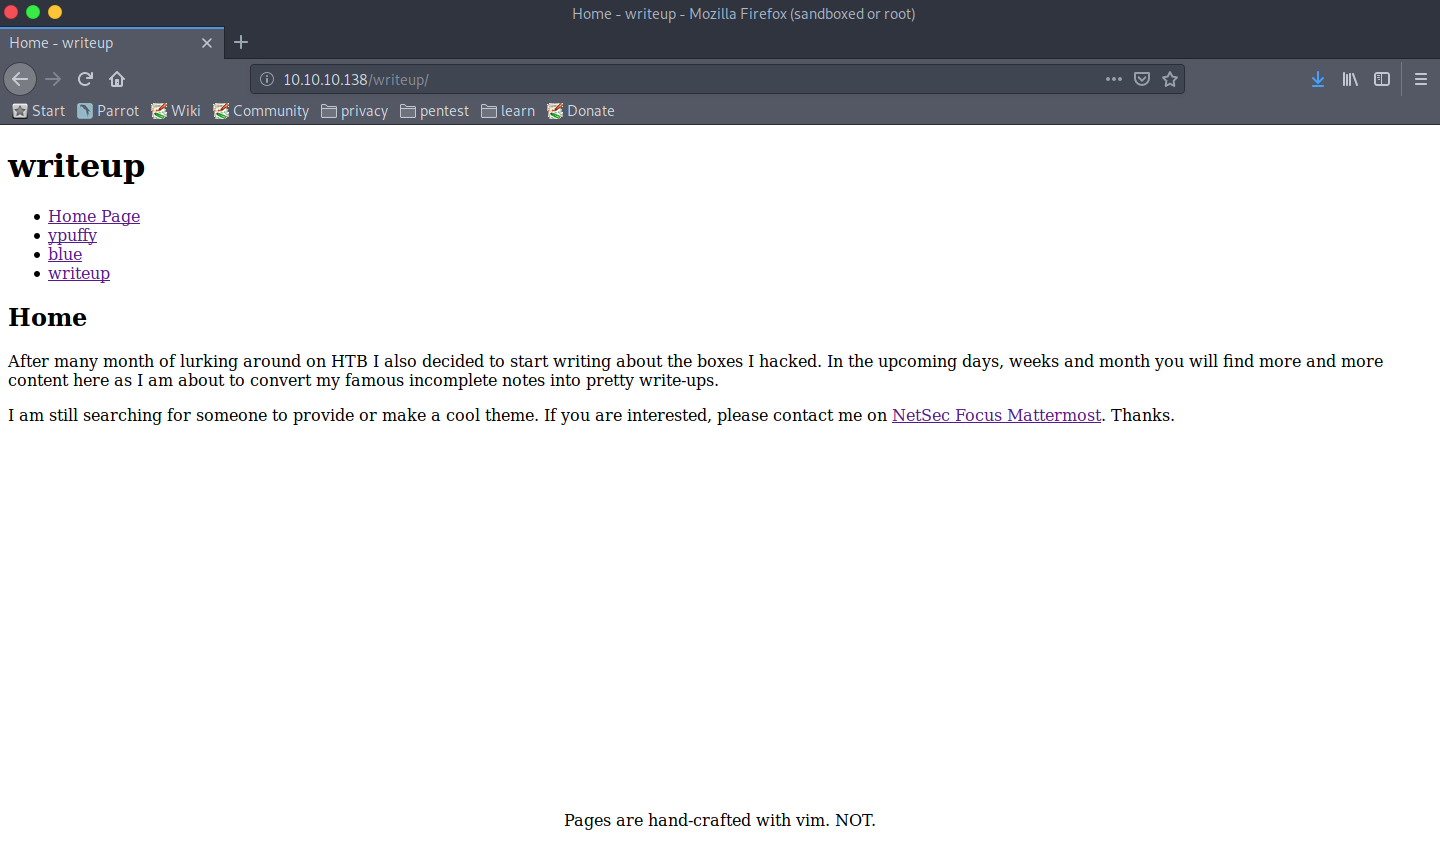 Home - writeup - Mozilla Firefox (sandboxed or root)
Home - writeup
10.10.10.138/writeup/
Start Parrot Wiki Community privacy pentest learn Donate
writeup
Home Page
ypuffy
blue
writeup
Home
After many month of lurking around on HTB I also decided to start writing about the boxes I hacked. In the upcoming days, weeks and month you will find more and more
content here as I am about to convert my famous incomplete notes into pretty write-ups.
I am still searching for someone to provide or make a cool theme. If you are interested, please contact me on NetSec Focus Mattermost. Thanks.
Pages are hand-crafted with vim. NOT.